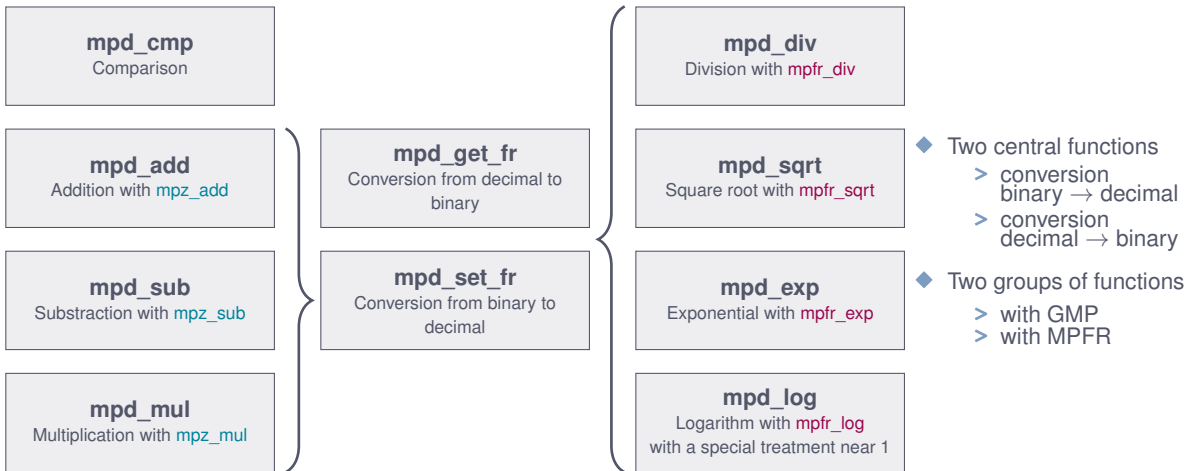 mpd_cmp
Comparison
mpd_add
Addition with mpz_add
mpd_sub
Substraction with mpz_sub
mpd_mul
Multiplication with mpz_mul
mpd_get_fr
Conversion from decimal to
binary
mpd_set_fr
Conversion from binary to
decimal
mpd_div
Division with mpfr_div
mpd_sqrt
Square root with mpfr_sqrt
mpd_exp
Exponential with mpfr_exp
mpd_log
Logarithm with mpfr_log
with a special treatment near 1
◆ Two central functions
> conversion
binary → decimal
> conversion
decimal → binary
◆ Two groups of functions
> with GMP
> with MPFR